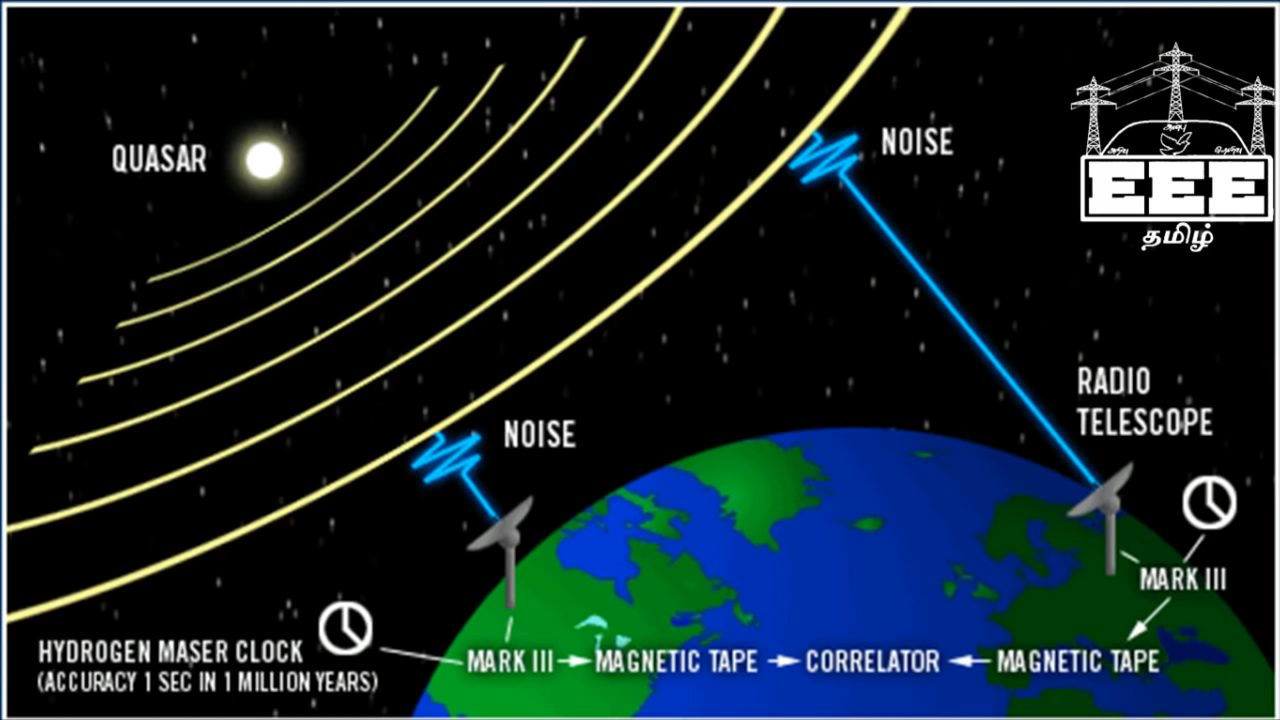 QUASAR
NOISE
EEE
தமிழ்
RADIO
TELESCOPE
NOISE
MARK III
HYDROGEN MASER CLOCK
(ACCURACY 1 SEC IN 1 MILLION YEARS)
MARK III
MAGNETIC TAPE
CORRELATOR
MAGNETIC TAPE